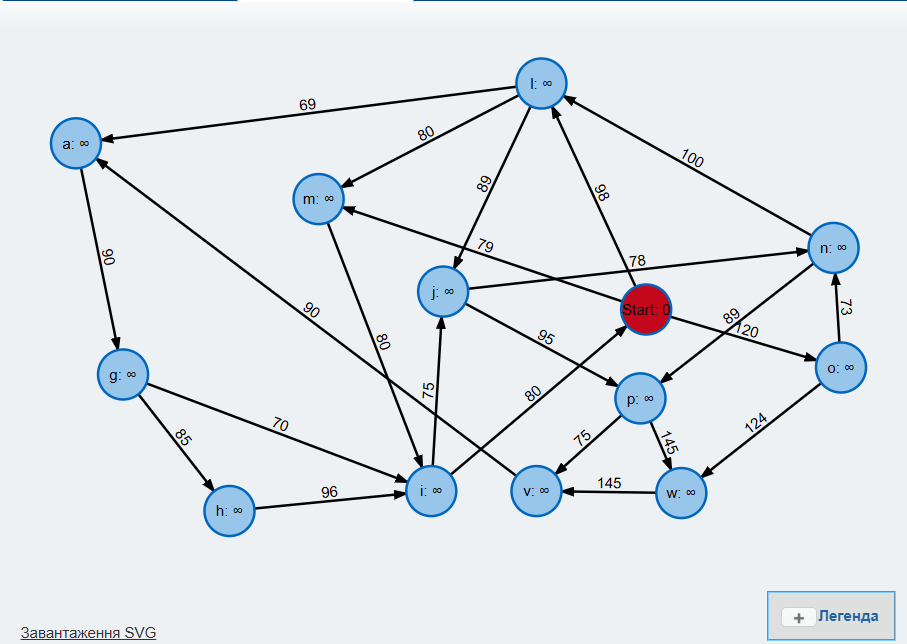 l: ∞
69
80
a: ∞
100
89
98
m: ∞
79
n: ∞
90
78
j: ∞
90
Start: 0
73
89
120
80
95
o: ∞
g: ∞
75
80
p: ∞
70
85
75
145
124
96
i: ∞
v: ∞
145
w: ∞
h: ∞
+ Легенда
Завантаження SVG